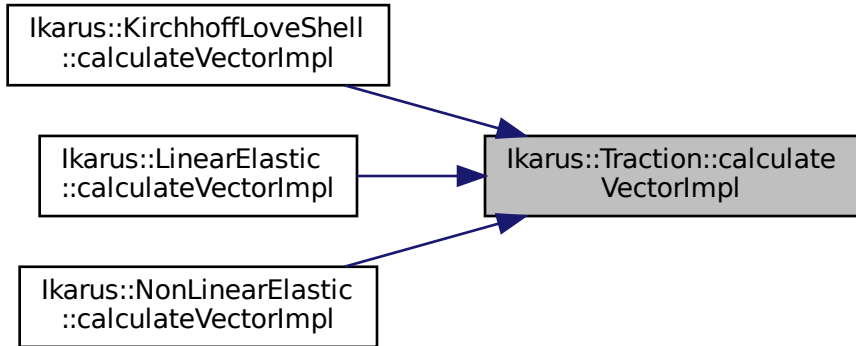 Ikarus::KirchhoffLoveShell
::calculateVectorImpl
Ikarus::LinearElastic
::calculateVectorImpl
Ikarus::Traction::calculate
VectorImpl
Ikarus::NonLinearElastic
::calculateVectorImpl